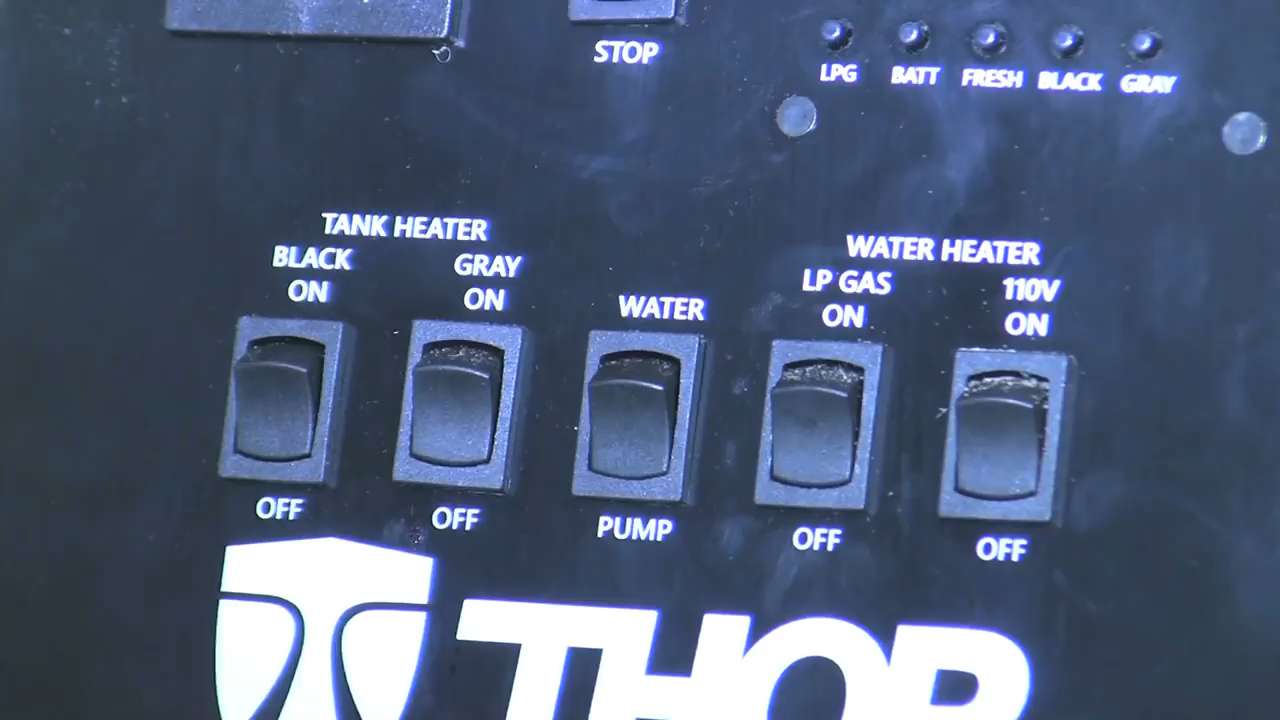 STOP
LPG BATT FRESH BLACK GRAY
TANK HEATER
BLACK ON
GRAY ON
WATER
WATER HEATER
LP GAS ON
110V ON
OFF
OFF
PUMP
OFF
OFF
THOR